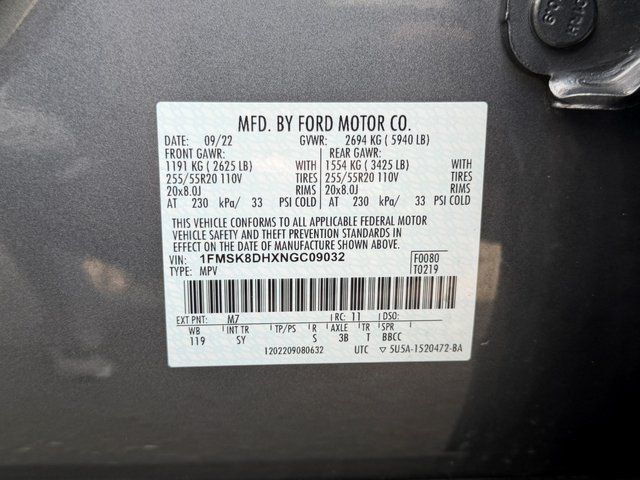 MFD. BY FORD MOTOR CO.
DATE: 09/22 GVWR: 2694 KG ( 5940 LB)
FRONT GAWR: REAR GAWR:
1191 KG ( 2625 LB) WITH 1554 KG ( 3425 LB) WITH
255/55R20 110V TIRES 255/55R20 110V TIRES
20x8.0J RIMS 20x8.0J RIMS
AT 230 kPa/ 33 PSI COLD AT 230 kPa/ 33 PSI COLD
THIS VEHICLE CONFORMS TO ALL APPLICABLE FEDERAL MOTOR
VEHICLE SAFETY AND THEFT PREVENTION STANDARDS IN
EFFECT ON THE DATE OF MANUFACTURE SHOWN ABOVE.
VIN: 1FMSK8DHXNGC09032 F0080
TYPE: MPV T0219
EXT PNT: M7 RC: 11 DSO:
WB INT TR TP/PS R AXLE TR SPR
119 SY S 3B T BBCC
1202209080632 UTC ▽ 5U5A-1520472-BA